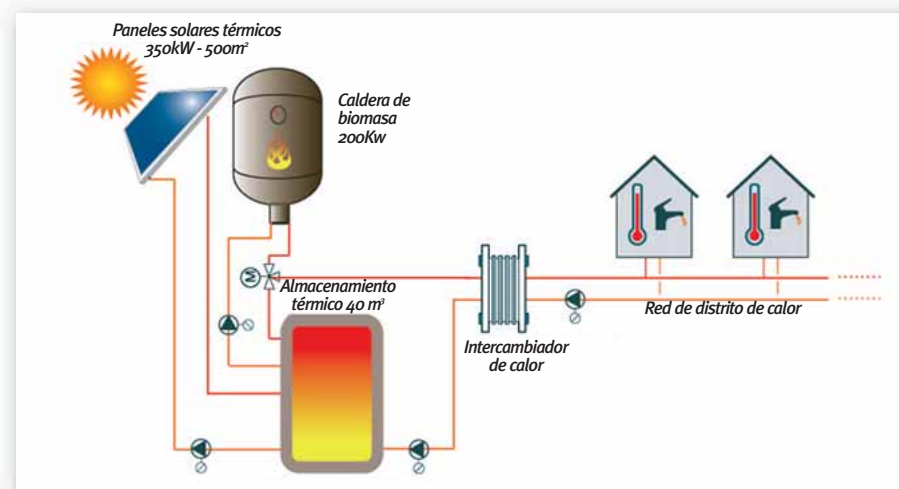 Paneles solares térmicos
350kW - 500m²
Caldera de
biomasa
200Kw
M
Almacenamiento
térmico 40 m³
Intercambiador
de calor
Red de distrito de calor